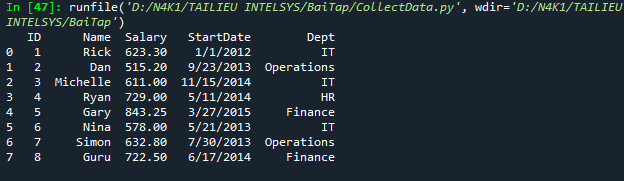 In [47]: runfile('D:/N4K1/TAILIEU INTELSYS/BaiTap/CollectData.py', wdir='D:/N4K1/TAILIEU
INTELSYS/BaiTap')
ID Name Salary StartDate Dept
0 1 Rick 623.30 1/1/2012 IT
1 2 Dan 515.20 9/23/2013 Operations
2 3 Michelle 611.00 11/15/2014 IT
3 4 Ryan 729.00 5/11/2014 HR
4 5 Gary 843.25 3/27/2015 Finance
5 6 Nina 578.00 5/21/2013 IT
6 7 Simon 632.80 7/30/2013 Operations
7 8 Guru 722.50 6/17/2014 Finance